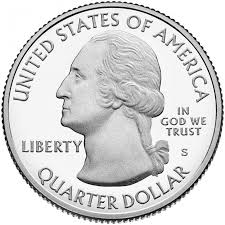 UNITED STATES OF AMERICA
IN
GOD WE
TRUST
LIBERTY
S
QUARTER DOLLAR